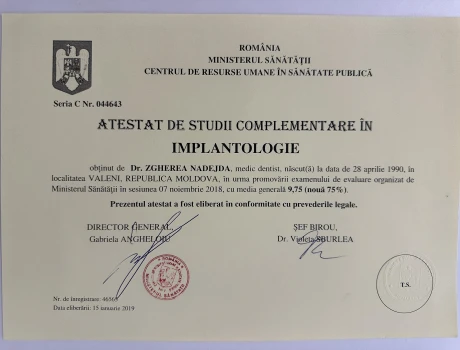 ROMÂNIA
MINISTERUL SĂNĂTĂȚII
CENTRUL DE RESURSE UMANE ÎN SĂNĂTATE PUBLICĂ
Seria C Nr. 044643
ATESTAT DE STUDII COMPLEMENTARE ÎN
IMPLANTOLOGIE
obținut de Dr. ZGHEREA NADEJDA, medic dentist, născut(ă) la data de 28 aprilie 1990, în
localitatea VALENI, REPUBLICA MOLDOVA, în urma promovării examenului de evaluare organizat de
Ministerul Sănătății în sesiunea 07 noiembrie 2018, cu media generală 9,75 (nouă 75%).
Prezentul atestat a fost eliberat în conformitate cu prevederile legale.
DIRECTOR GENERAL,
ȘEF BIROU,
Gabriela ANGHELOIU
Dr. Violeta SBURLEA
T.S.
Nr. de înregistrare:
Data eliberării: 15 ianuarie 2019